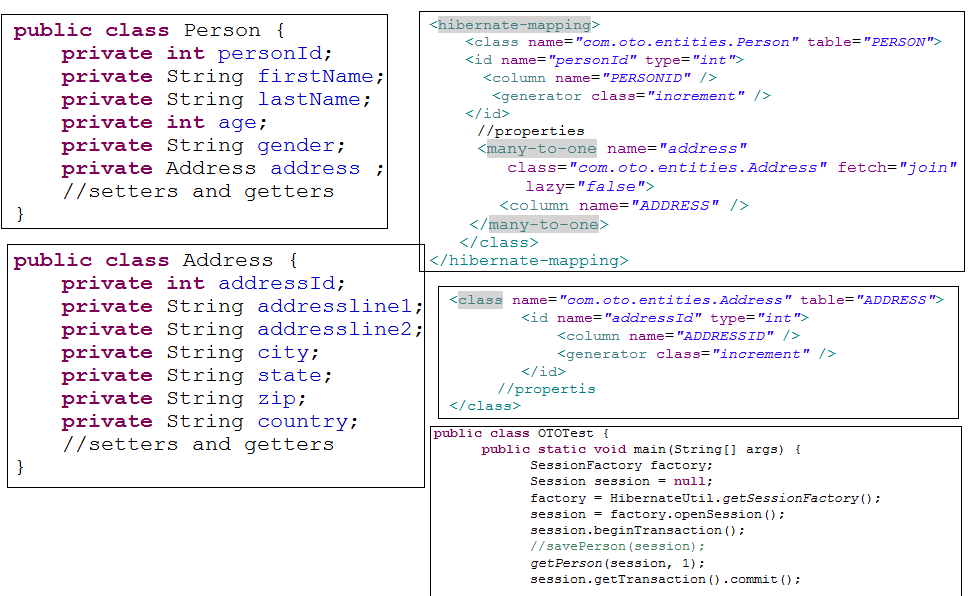 public class Person {
private int personId;
private String firstName;
private String lastName;
private int age;
private String gender;
private Address address ;
//setters and getters
}
public class Address {
private int addressId;
private String addressline1;
private String addressline2;
private String city;
private String state;
private String zip;
private String country;
//setters and getters
}
<hibernate-mapping>
<class name="com.oto.entities.Person" table="PERSON">
<id name="personId" type="int">
<column name="PERSONID" />
<generator class="increment" />
</id>
//properties
<many-to-one name="address"
class="com.oto.entities.Address" fetch="join"
lazy="false">
<column name="ADDRESS" />
</many-to-one>
</class>
</hibernate-mapping>
<class name="com.oto.entities.Address" table="ADDRESS">
<id name="addressId" type="int">
<column name="ADDRESSID" />
<generator class="increment" />
</id>
//propertis
</class>
public class OTOTest {
public static void main(String[] args) {
SessionFactory factory;
Session session = null;
factory = HibernateUtil.getSessionFactory();
session = factory.openSession();
session.beginTransaction();
//savePerson(session);
getPerson(session, 1);
session.getTransaction().commit();